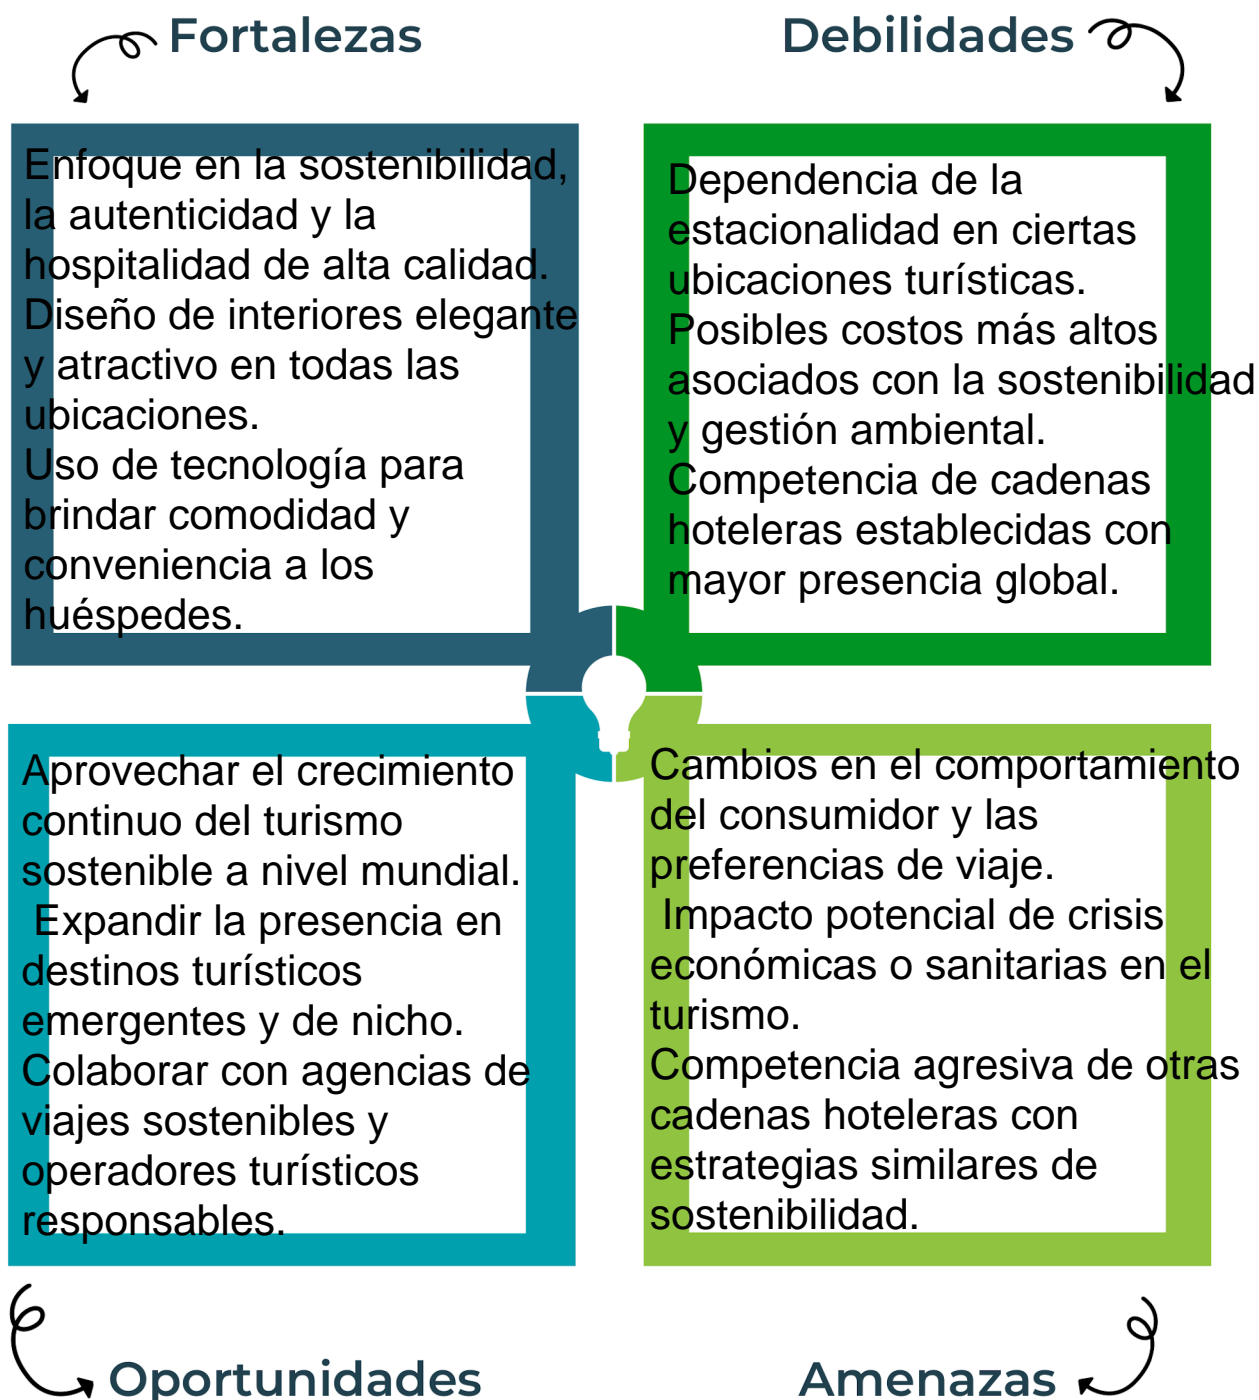 Fortalezas
Enfoque en la sostenibilidad,
la autenticidad y la
hospitalidad de alta calidad.
Diseño de interiores elegante
y atractivo en todas las
ubicaciones.
Uso de tecnología para
brindar comodidad y
conveniencia a los
huéspedes.
Debilidades
Dependencia de la
estacionalidad en ciertas
ubicaciones turísticas.
Posibles costos más altos
asociados con la sostenibilidad
y gestión ambiental.
Competencia de cadenas
hoteleras establecidas con
mayor presencia global.
Aprovechar el crecimiento
continuo del turismo
sostenible a nivel mundial.
Expandir la presencia en
destinos turísticos
emergentes y de nicho.
Colaborar con agencias de
viajes sostenibles y
operadores turísticos
responsables.
Oportunidades
Cambios en el comportamiento
del consumidor y las
preferencias de viaje.
Impacto potencial de crisis
económicas o sanitarias en el
turismo.
Competencia agresiva de otras
cadenas hoteleras con
estrategias similares de
sostenibilidad.
Amenazas